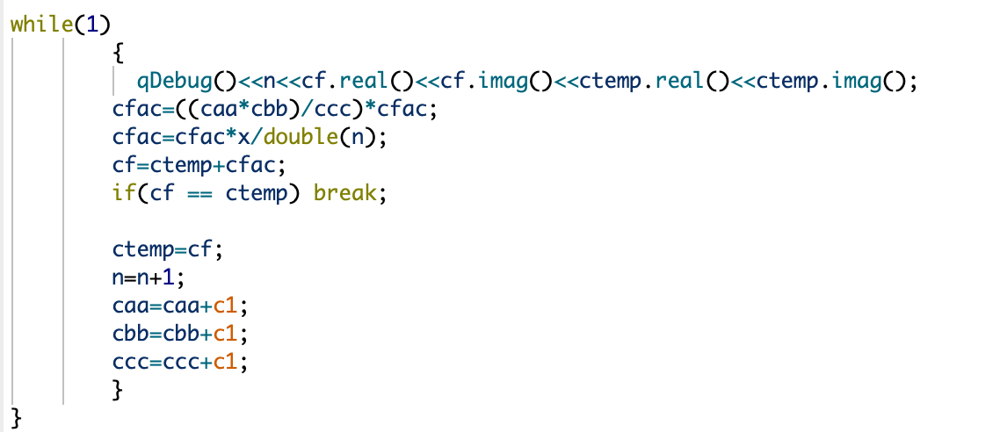 while(1)
{
qDebug()<<n<<cf.real()<<cf.imag()<<ctemp.real()<<ctemp.imag();
cfac=((caa*cbb)/ccc)*cfac;
cfac=cfac*x/double(n);
cf=ctemp+cfac;
if(cf == ctemp) break;
ctemp=cf;
n=n+1;
caa=caa+c1;
cbb=cbb+c1;
ccc=ccc+c1;
}
}